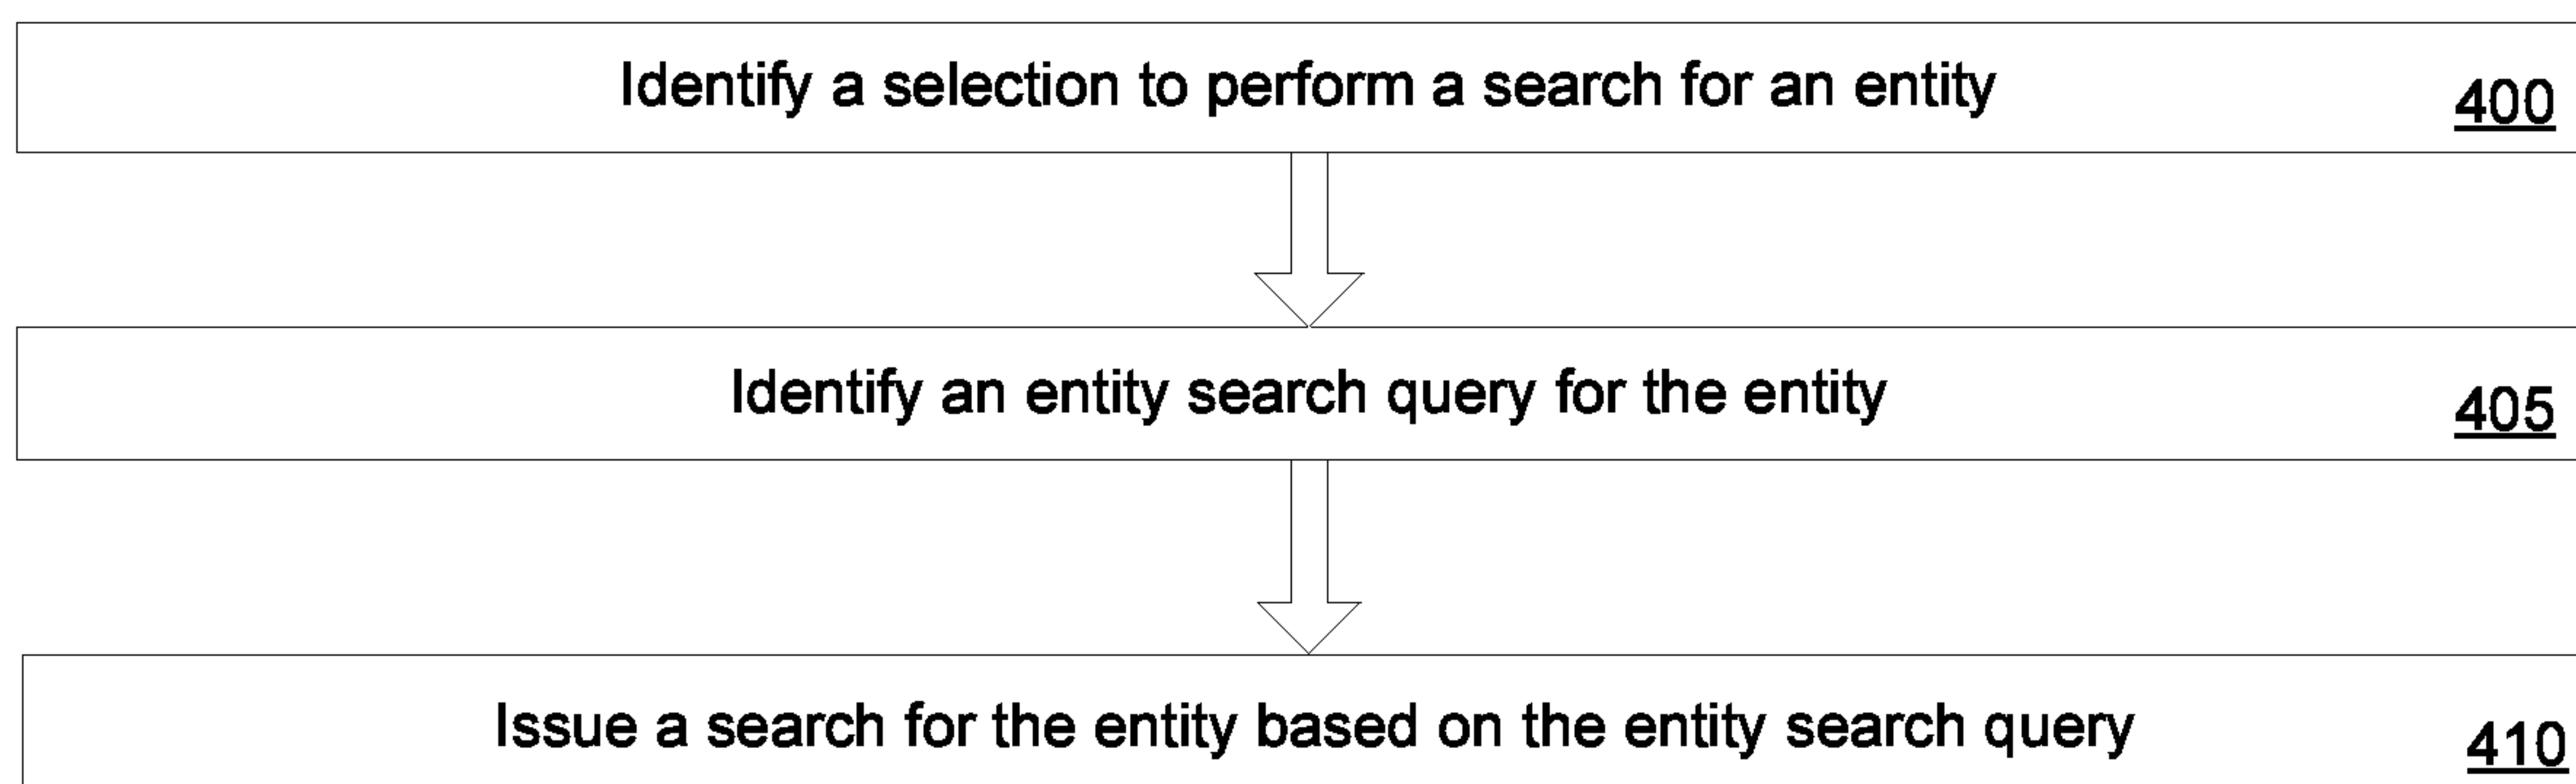 Identify a selection to perform a search for an entity 400
Identify an entity search query for the entity 405
Issue a search for the entity based on the entity search query 410